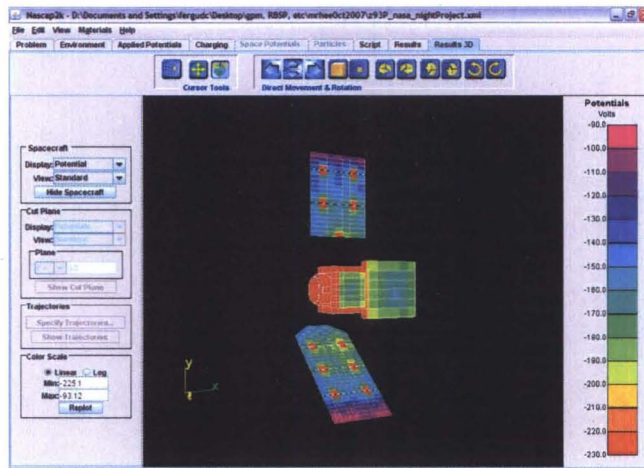 Nascap2k - D:\Documents and Settings\fergudc\Desktop\gpm, RBSP, etc\mrhee0ct2007\z93P_nasa_nightProject.xml
File Edit View Materials Help
Problem Environment Applied Potentials Charging Space Potentials Particles Script Results Results 3D
Cursor Tools
Direct Movement & Rotation
Spacecraft
Display: Potential
View: Standard
Hide Spacecraft
Cut Plane
Display: Potentials
View:
Plane
Show Cut Plane
Trajectories
Specify Trajectories...
Show Trajectories
Color Scale
Linear Log
Min: -225.1
Max: -93.12
Replot
y
x
Potentials
Volts
-90.0
-110.0
-120.0
-130.0
-140.0
-150.0
-160.0
-170.0
-180.0
-190.0
-200.0
-210.0
-220.0
-230.0